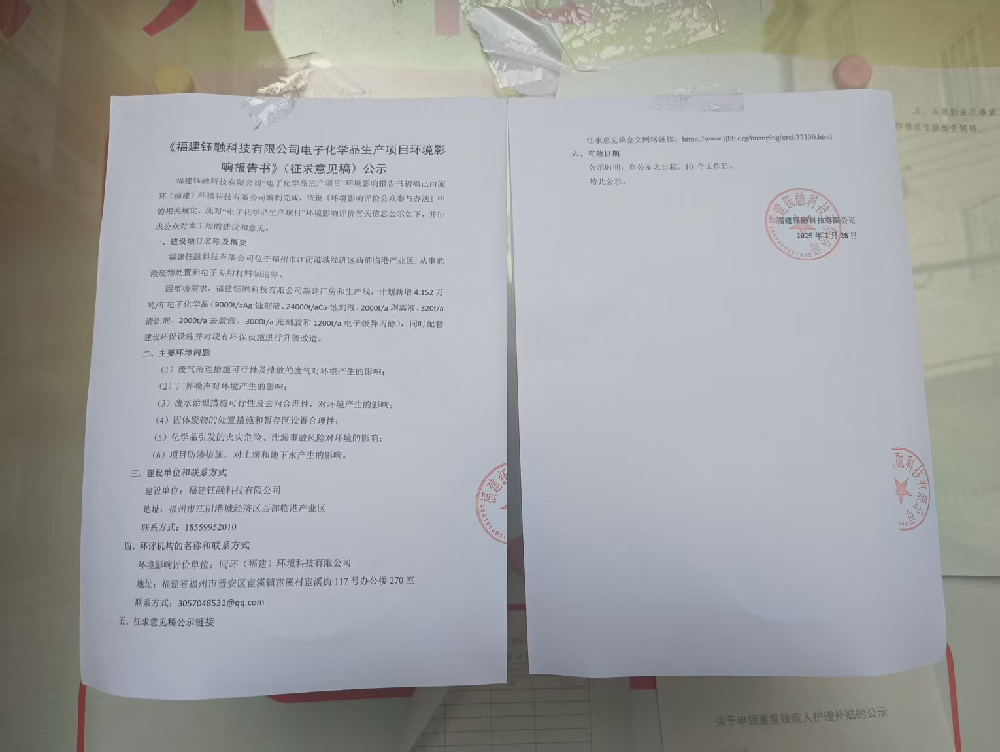 《福建钰融科技有限公司电子化学品生产项目环境影
响报告书》（征求意见稿）公示
福建钰融科技有限公司“电子化学品生产项目”环境影响报告书初稿已由闽
环（福建）环境科技有限公司编制完成，依据《环境影响评价公众参与办法》中
的相关规定，现对“电子化学品生产项目”环境影响评价有关信息公示如下，并征
求公众对本工程的建议和意见。
一、建设项目名称及概要
福建钰融科技有限公司位于福州市江阴港城经济区西部临港产业区，从事危
险废物处置和电子专用材料制造等。
因市场需求，福建钰融科技有限公司新建厂房和生产线，计划新增 4.152 万
吨/年电子化学品（9000t/aAg 蚀刻液、24000t/aCu 蚀刻液、2000t/a 剥离液、320t/a
清洗剂、2000t/a 去胶液、3000t/a 光刻胶和 1200t/a 电子级异丙醇），同时配套
建设环保设施并对现有环保设施进行升级改造。
二、主要环境问题
（1）废气治理措施可行性及排放的废气对环境产生的影响；
（2）厂界噪声对环境产生的影响；
（3）废水治理措施可行性及去向合理性，对环境产生的影响；
（4）固体废物的处置措施和暂存区设置合理性；
（5）化学品引发的火灾危险、泄漏事故风险对环境的影响；
（6）项目防渗措施，对土壤和地下水产生的影响。
三、建设单位和联系方式
建设单位：福建钰融科技有限公司
地址：福州市江阴港城经济区西部临港产业区
联系方式：18559952010
四、环评机构的名称和联系方式
环境影响评价单位：闽环（福建）环境科技有限公司
地址：福建省福州市晋安区宦溪镇宦溪村宦溪街 117 号办公楼 270 室
联系方式：3057048531@qq.com
五、征求意见稿公示链接
福建钰
3501810051
征求意见稿全文网络链接：https://www.fjhb.org/huanping/erci/37130.html
六、有效日期
公示时间：自公示之日起，10 个工作日。
特此公示。
福建钰融科技有限公司
2025 年 2 月 28 日
福建钰融科技有限公司
3501810051095
融科技有限公司
095
五、本规则未尽事宜
作推进专班负责解释。
关于申领重度残疾人护理补贴的公示